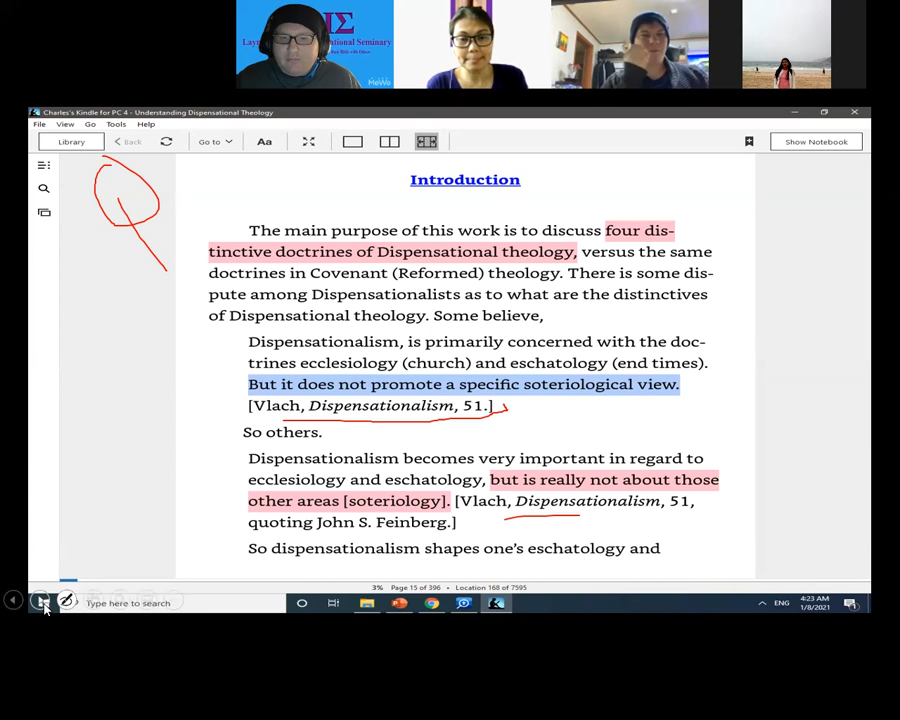 ΜΣ
MeWe
Charles's Kindle for PC 4 - Understanding Dispensational Theology
File View Go Tools Help
Library
Back
Go to
Aa
Show Notebook
Introduction
The main purpose of this work is to discuss four dis-
tinctive doctrines of Dispensational theology, versus the same
doctrines in Covenant (Reformed) theology. There is some dis-
pute among Dispensationalists as to what are the distinctives
of Dispensational theology. Some believe,
Dispensationalism, is primarily concerned with the doc-
trines ecclesiology (church) and eschatology (end times).
But it does not promote a specific soteriological view.
[Vlach, Dispensationalism, 51.]
So others.
Dispensationalism becomes very important in regard to
ecclesiology and eschatology, but is really not about those
other areas [soteriology]. [Vlach, Dispensationalism, 51,
quoting John S. Feinberg.]
So dispensationalism shapes one's eschatology and
3% Page 15 of 396 Location 168 of 7595
Type here to search
ENG
4:23 AM
1/8/2021